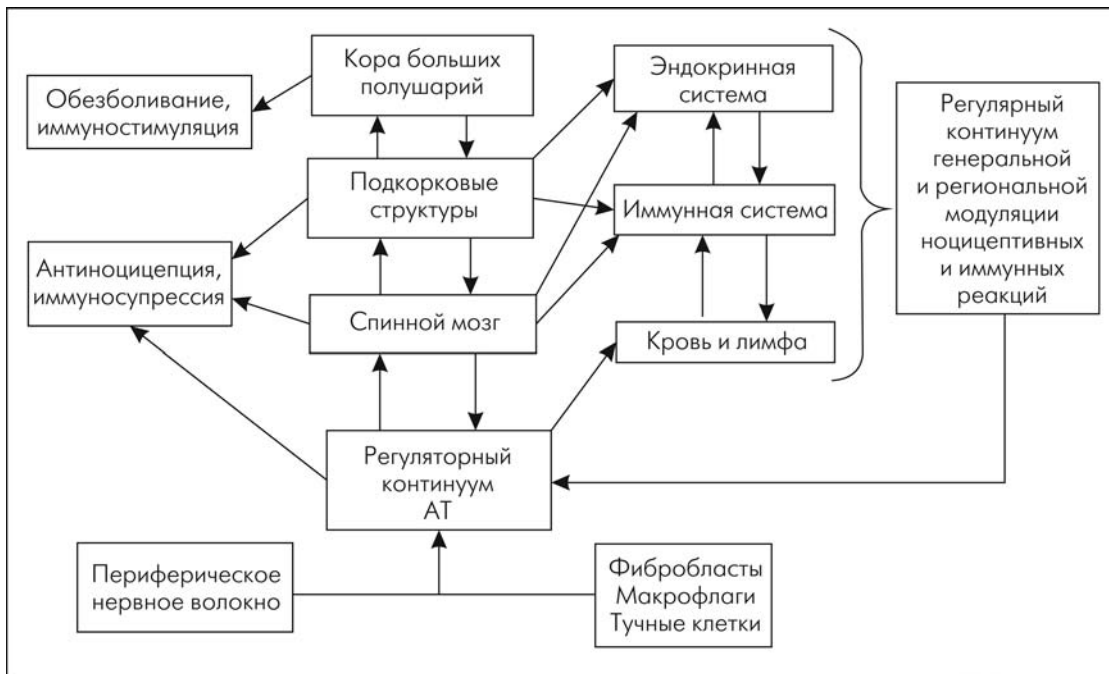 Кора больших
полушарий
Эндокринная
система
Обезболивание,
иммуностимуляция
Регулярный
континуум
генеральной
и региональной
модуляции
ноцицептивных
и иммунных
реакций
Подкорковые
структуры
Иммунная система
Антиноцицепция,
иммуносупрессия
Спинной мозг
Кровь и лимфа
Регуляторный
континуум
АТ
Периферическое
нервное волокно
Фибробласты
Макрофлаги
Тучные клетки